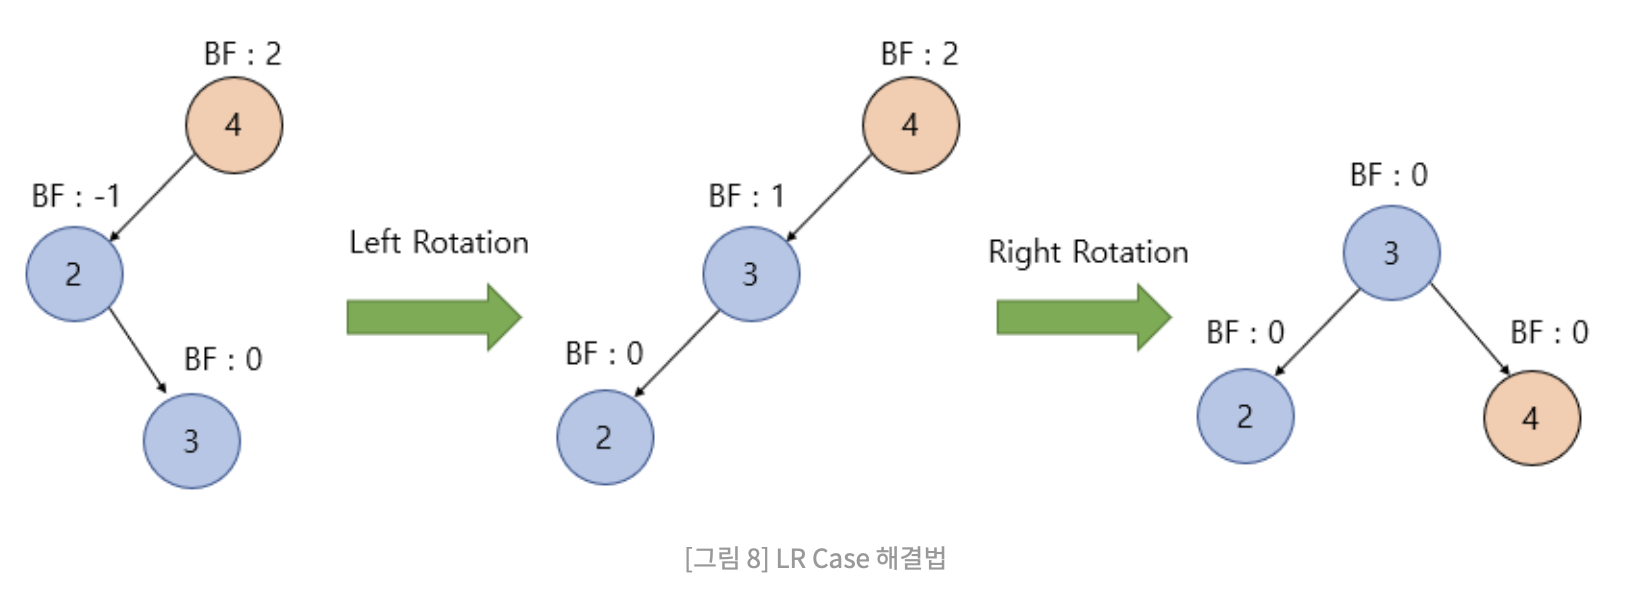 BF : 2
4
BF : -1
2
BF : 0
3
Left Rotation
BF : 2
4
BF : 1
3
BF : 0
2
Right Rotation
BF : 0
3
BF : 0
2
BF : 0
4
[그림 8] LR Case 해결법